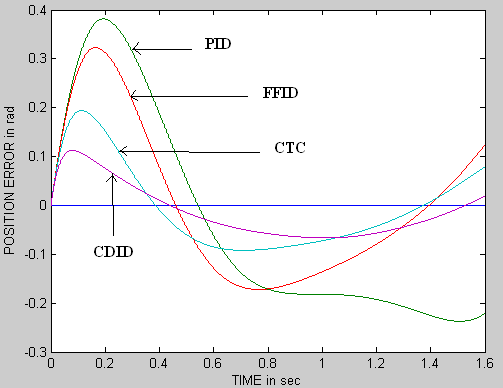 0.4
0.3
0.2
0.1
0
-0.1
-0.2
-0.3
POSITION ERROR in rad
PID
FFID
CTC
CDID
0
0.2
0.4
0.6
0.8
1
1.2
1.4
1.6
TIME in sec